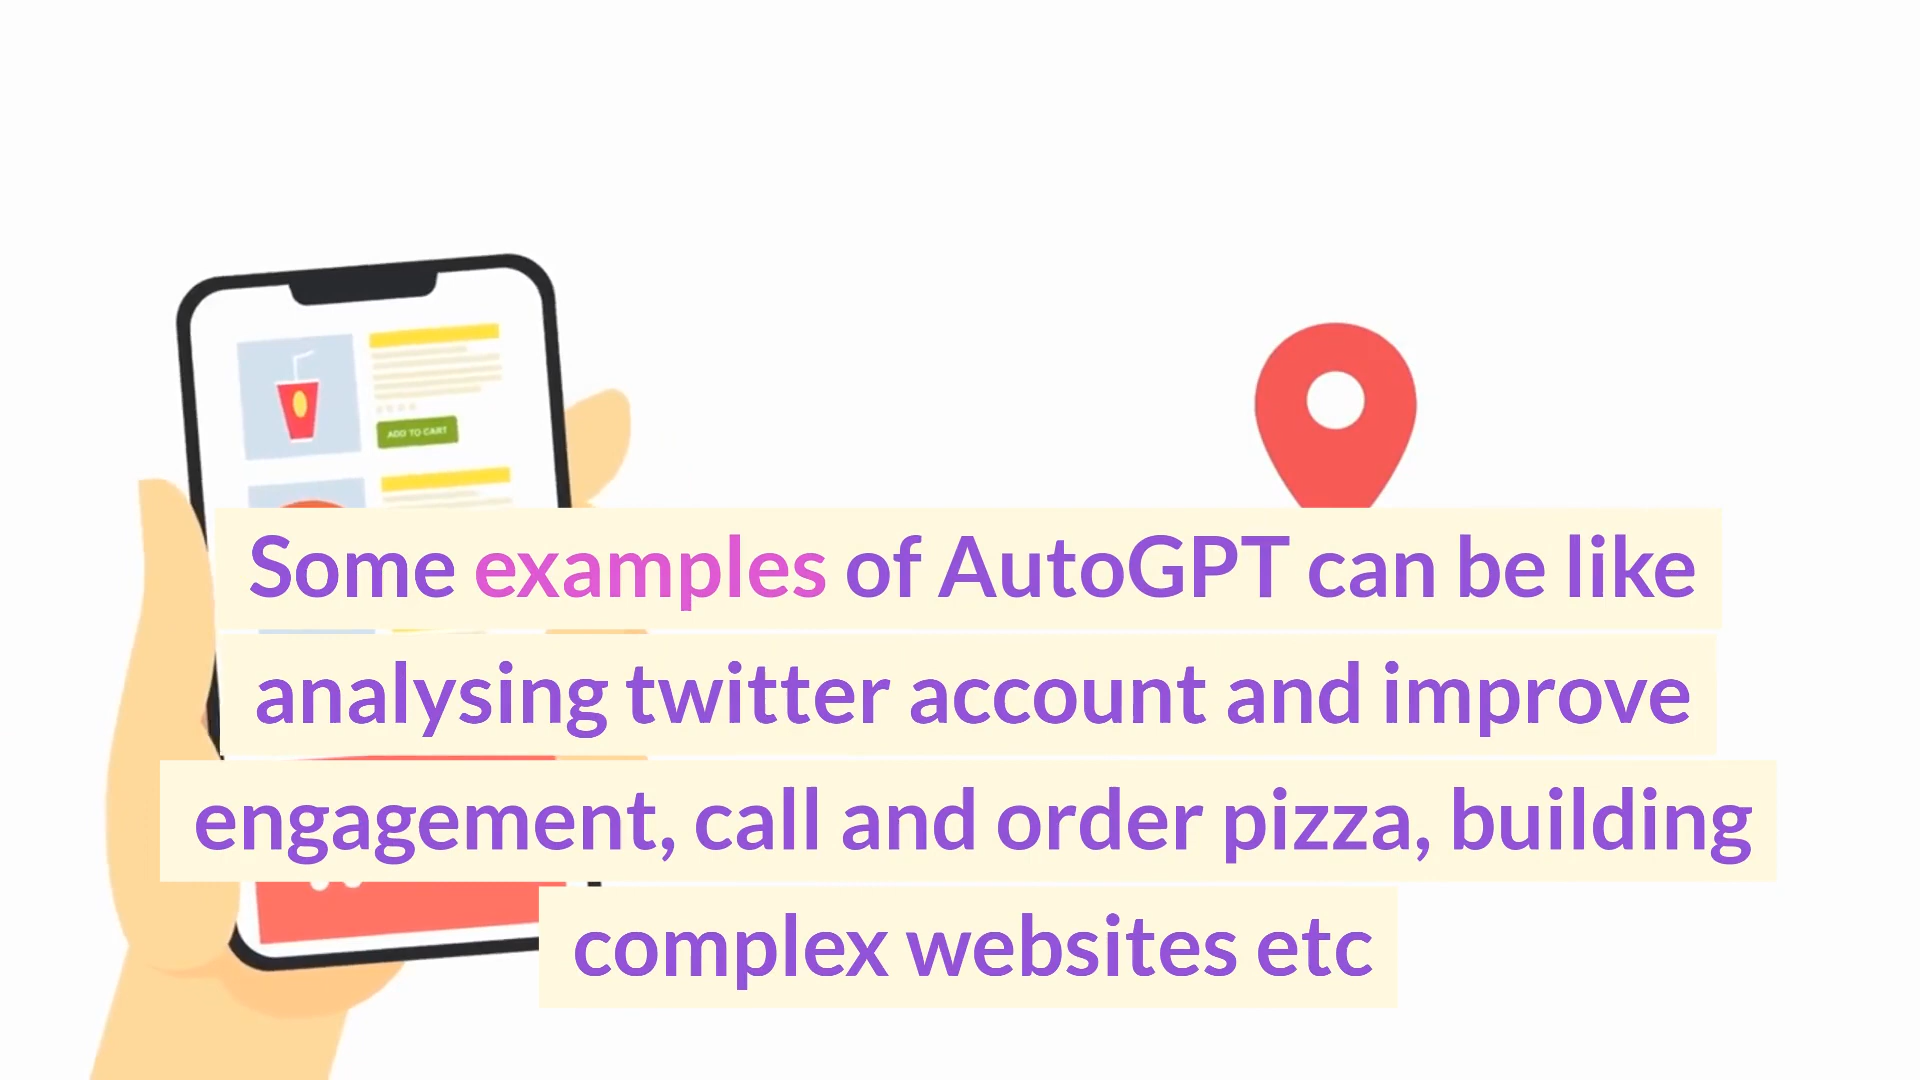 ADD TO CART
Some examples of AutoGPT can be like
analysing twitter account and improve
engagement, call and order pizza, building
complex websites etc